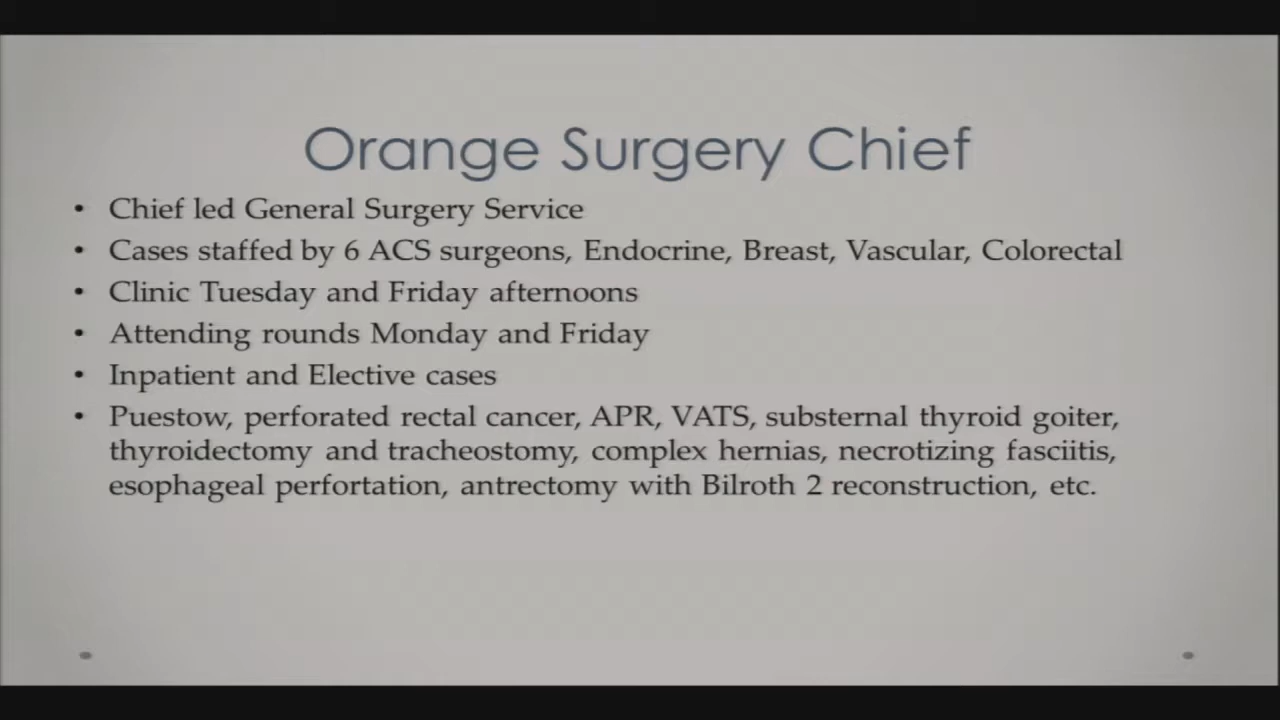 Orange Surgery Chief
• Chief led General Surgery Service
• Cases staffed by 6 ACS surgeons, Endocrine, Breast, Vascular, Colorectal
• Clinic Tuesday and Friday afternoons
• Attending rounds Monday and Friday
• Inpatient and Elective cases
• Puestow, perforated rectal cancer, APR, VATS, substernal thyroid goiter,
thyroidectomy and tracheostomy, complex hernias, necrotizing fasciitis,
esophageal perfortation, antrectomy with Bilroth 2 reconstruction, etc.